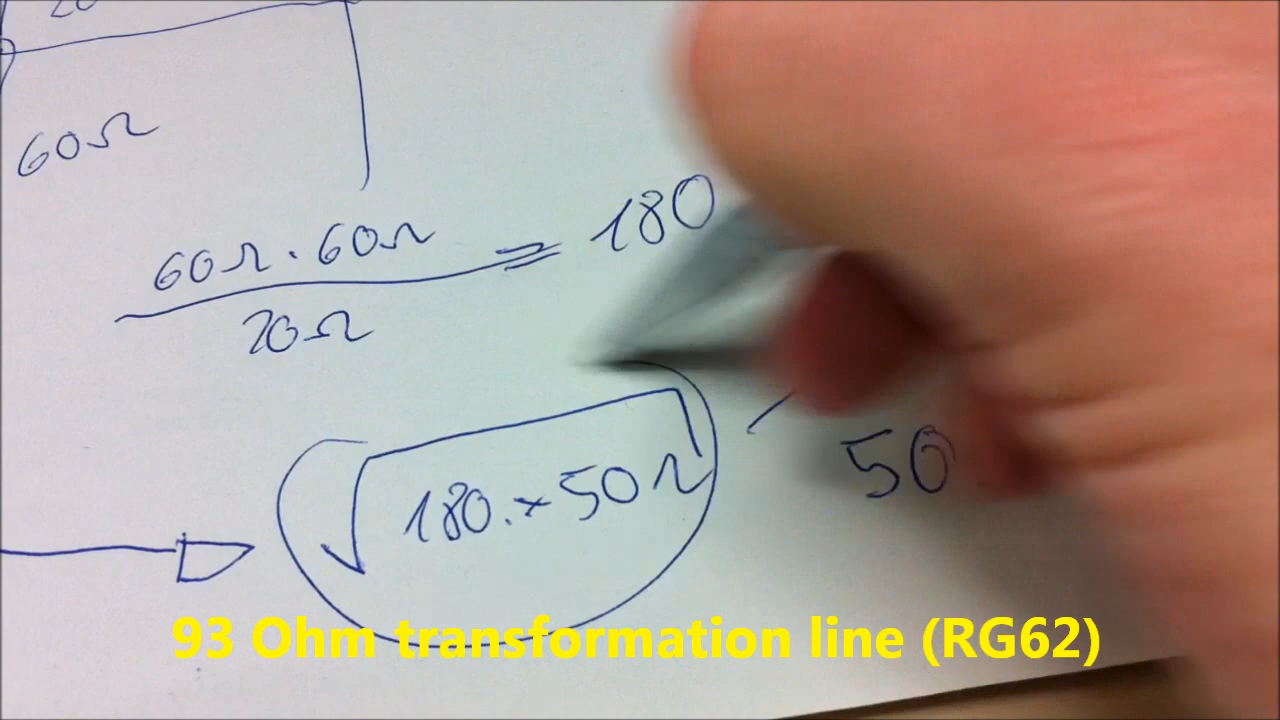 60Ω
60Ω · 60Ω = 180
20Ω
√180.×50Ω
50
93 Ohm transformation line (RG62)